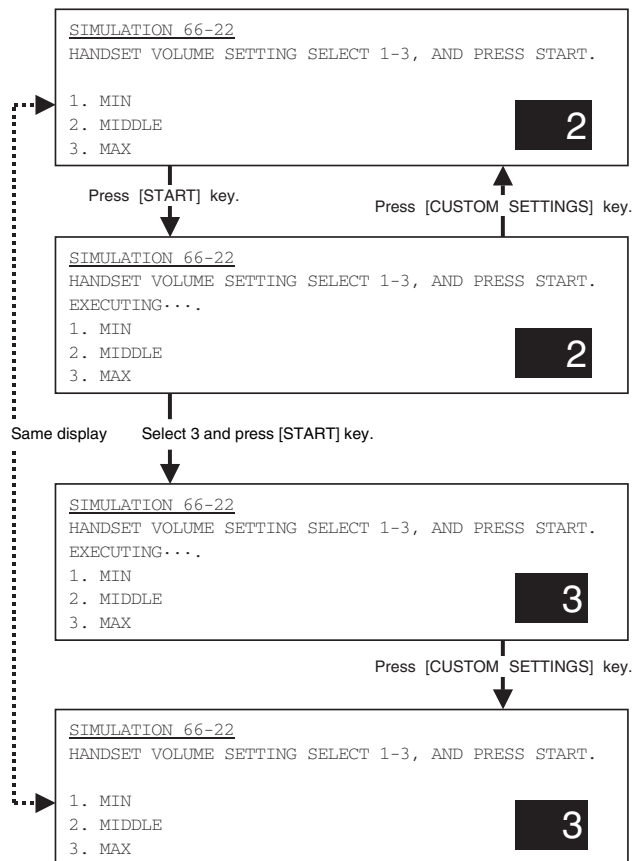 SIMULATION 66-22
HANDSET VOLUME SETTING SELECT 1-3, AND PRESS START.
1. MIN
2. MIDDLE
3. MAX
2
Press [START] key.
Press [CUSTOM SETTINGS] key.
SIMULATION 66-22
HANDSET VOLUME SETTING SELECT 1-3, AND PRESS START.
EXECUTING···.
1. MIN
2. MIDDLE
3. MAX
2
Same display
Select 3 and press [START] key.
SIMULATION 66-22
HANDSET VOLUME SETTING SELECT 1-3, AND PRESS START.
EXECUTING···.
1. MIN
2. MIDDLE
3. MAX
3
Press [CUSTOM SETTINGS] key.
SIMULATION 66-22
HANDSET VOLUME SETTING SELECT 1-3, AND PRESS START.
1. MIN
2. MIDDLE
3. MAX
3